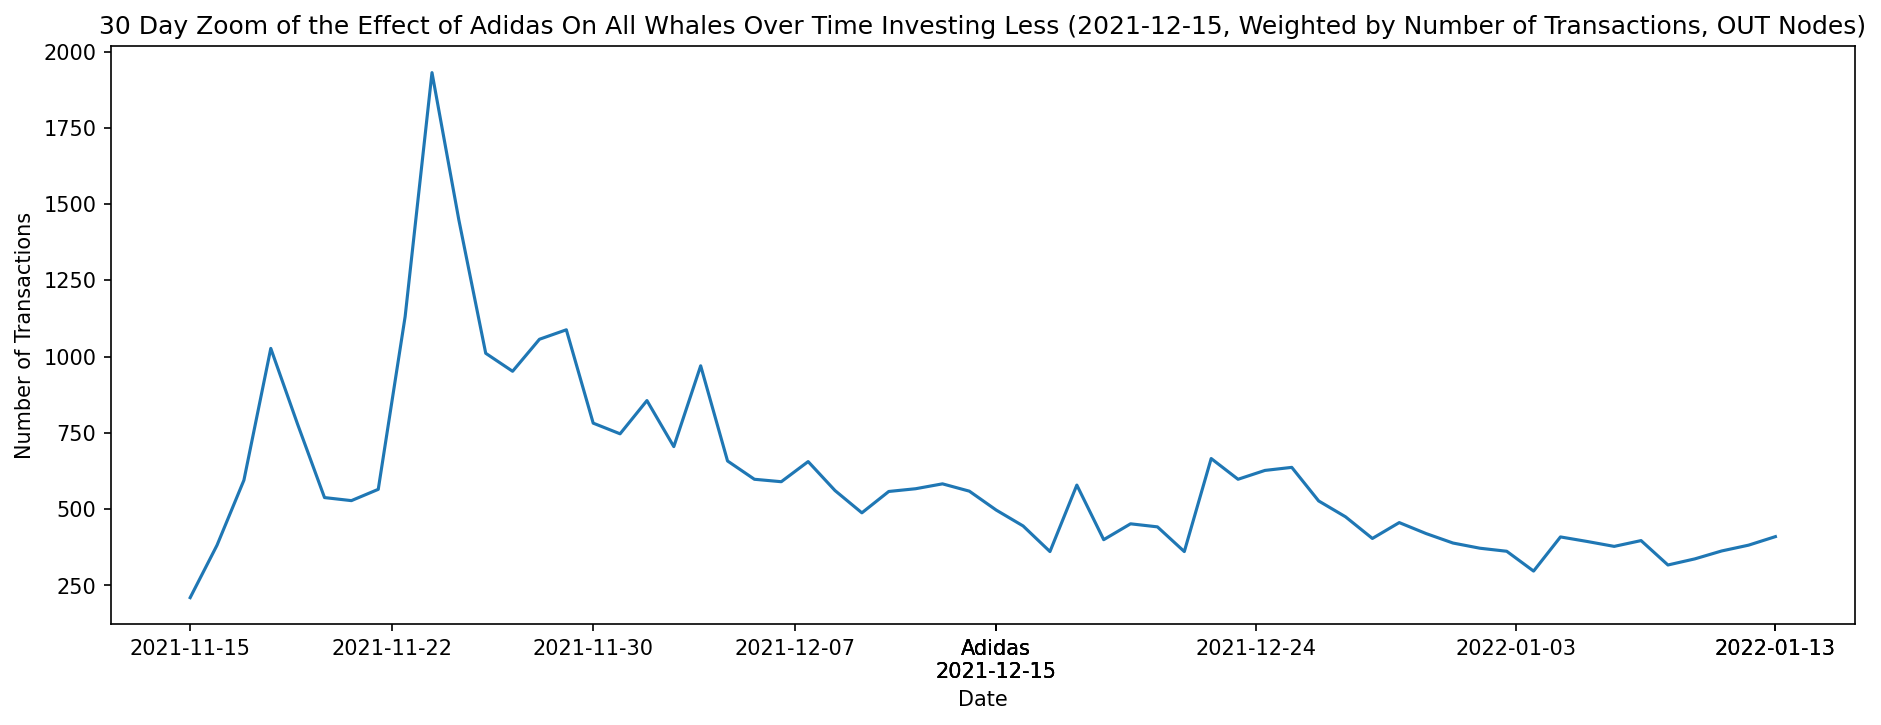 30 Day Zoom of the Effect of Adidas On All Whales Over Time Investing Less (2021-12-15, Weighted by Number of Transactions, OUT Nodes)
Number of Transactions
2000
1750
1500
1250
1000
750
500
250
2021-11-15 2021-11-22 2021-11-30 2021-12-07 Adidas 2021-12-24 2022-01-03 2022-01-13
2021-12-15
Date